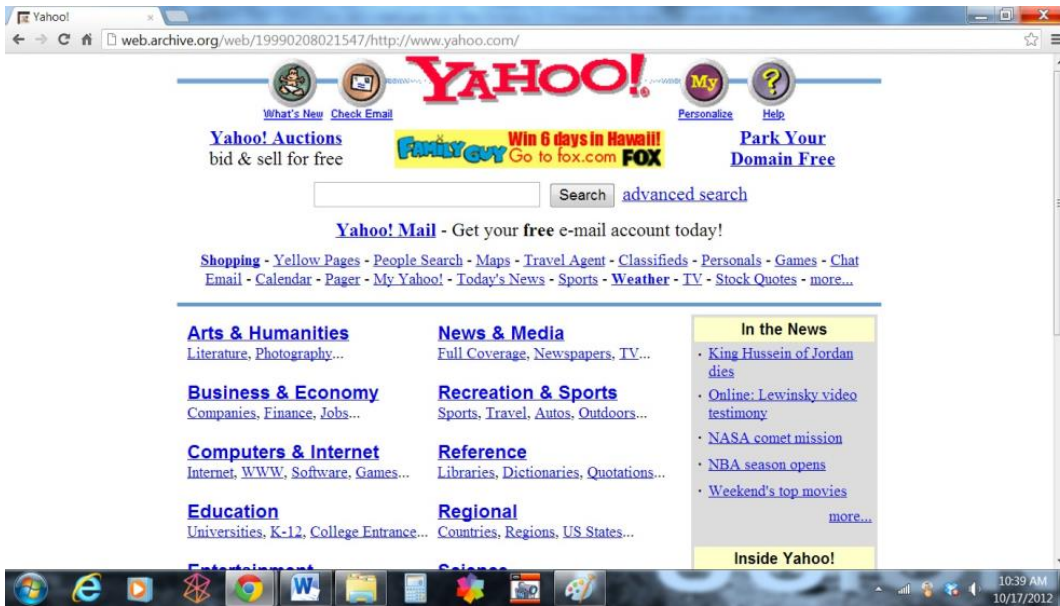 Yahoo!
web.archive.org/web/19990208021547/http://www.yahoo.com/
What's New
Check Email
YAHOO!
My
Personalize
?
Help
Yahoo! Auctions
bid & sell for free
FAMILY GUY
Win 6 days in Hawaii!
Go to fox.com FOX
Park Your
Domain Free
Search
advanced search
Yahoo! Mail - Get your free e-mail account today!
Shopping - Yellow Pages - People Search - Maps - Travel Agent - Classifieds - Personals - Games - Chat
Email - Calendar - Pager - My Yahoo! - Today's News - Sports - Weather - TV - Stock Quotes - more...
Arts & Humanities
Literature, Photography...
Business & Economy
Companies, Finance, Jobs...
Computers & Internet
Internet, WWW, Software, Games...
Education
Universities, K-12, College Entrance...
Entertainment
News & Media
Full Coverage, Newspapers, TV...
Recreation & Sports
Sports, Travel, Autos, Outdoors...
Reference
Libraries, Dictionaries, Quotations...
Regional
Countries, Regions, US States...
Science
In the News
· King Hussein of Jordan
dies
· Online: Lewinsky video
testimony
· NASA comet mission
· NBA season opens
· Weekend's top movies
more...
Inside Yahoo!
10:39 AM
10/17/2012